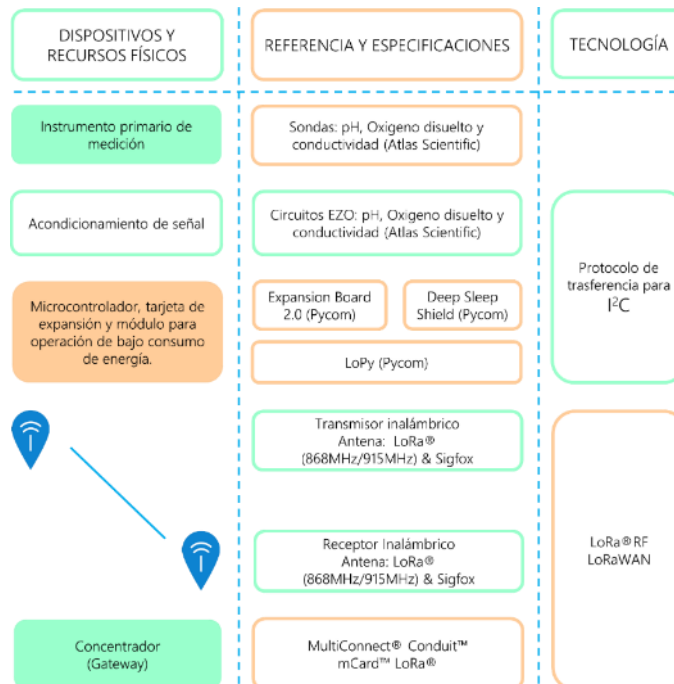 DISPOSITIVOS Y
RECURSOS FÍSICOS
REFERENCIA Y ESPECIFICACIONES
TECNOLOGÍA
Instrumento primario de
medición
Sondas: pH, Oxigeno disuelto y
conductividad (Atlas Scientific)
Acondicionamiento de señal
Circuitos EZO: pH, Oxigeno disuelto y
conductividad (Atlas Scientific)
Protocolo de
trasferencia para
I²C
Microcontrolador, tarjeta de
expansión y módulo para
operación de bajo consumo
de energía.
Expansion Board
2.0 (Pycom)
Deep Sleep
Shield (Pycom)
LoPy (Pycom)
Transmisor inalámbrico
Antena: LoRa®
(868MHz/915MHz) & Sigfox
Receptor Inalámbrico
Antena: LoRa®
(868MHz/915MHz) & Sigfox
LoRa®RF
LoRaWAN
Concentrador
(Gateway)
MultiConnect® Conduit™
mCard™ LoRa®